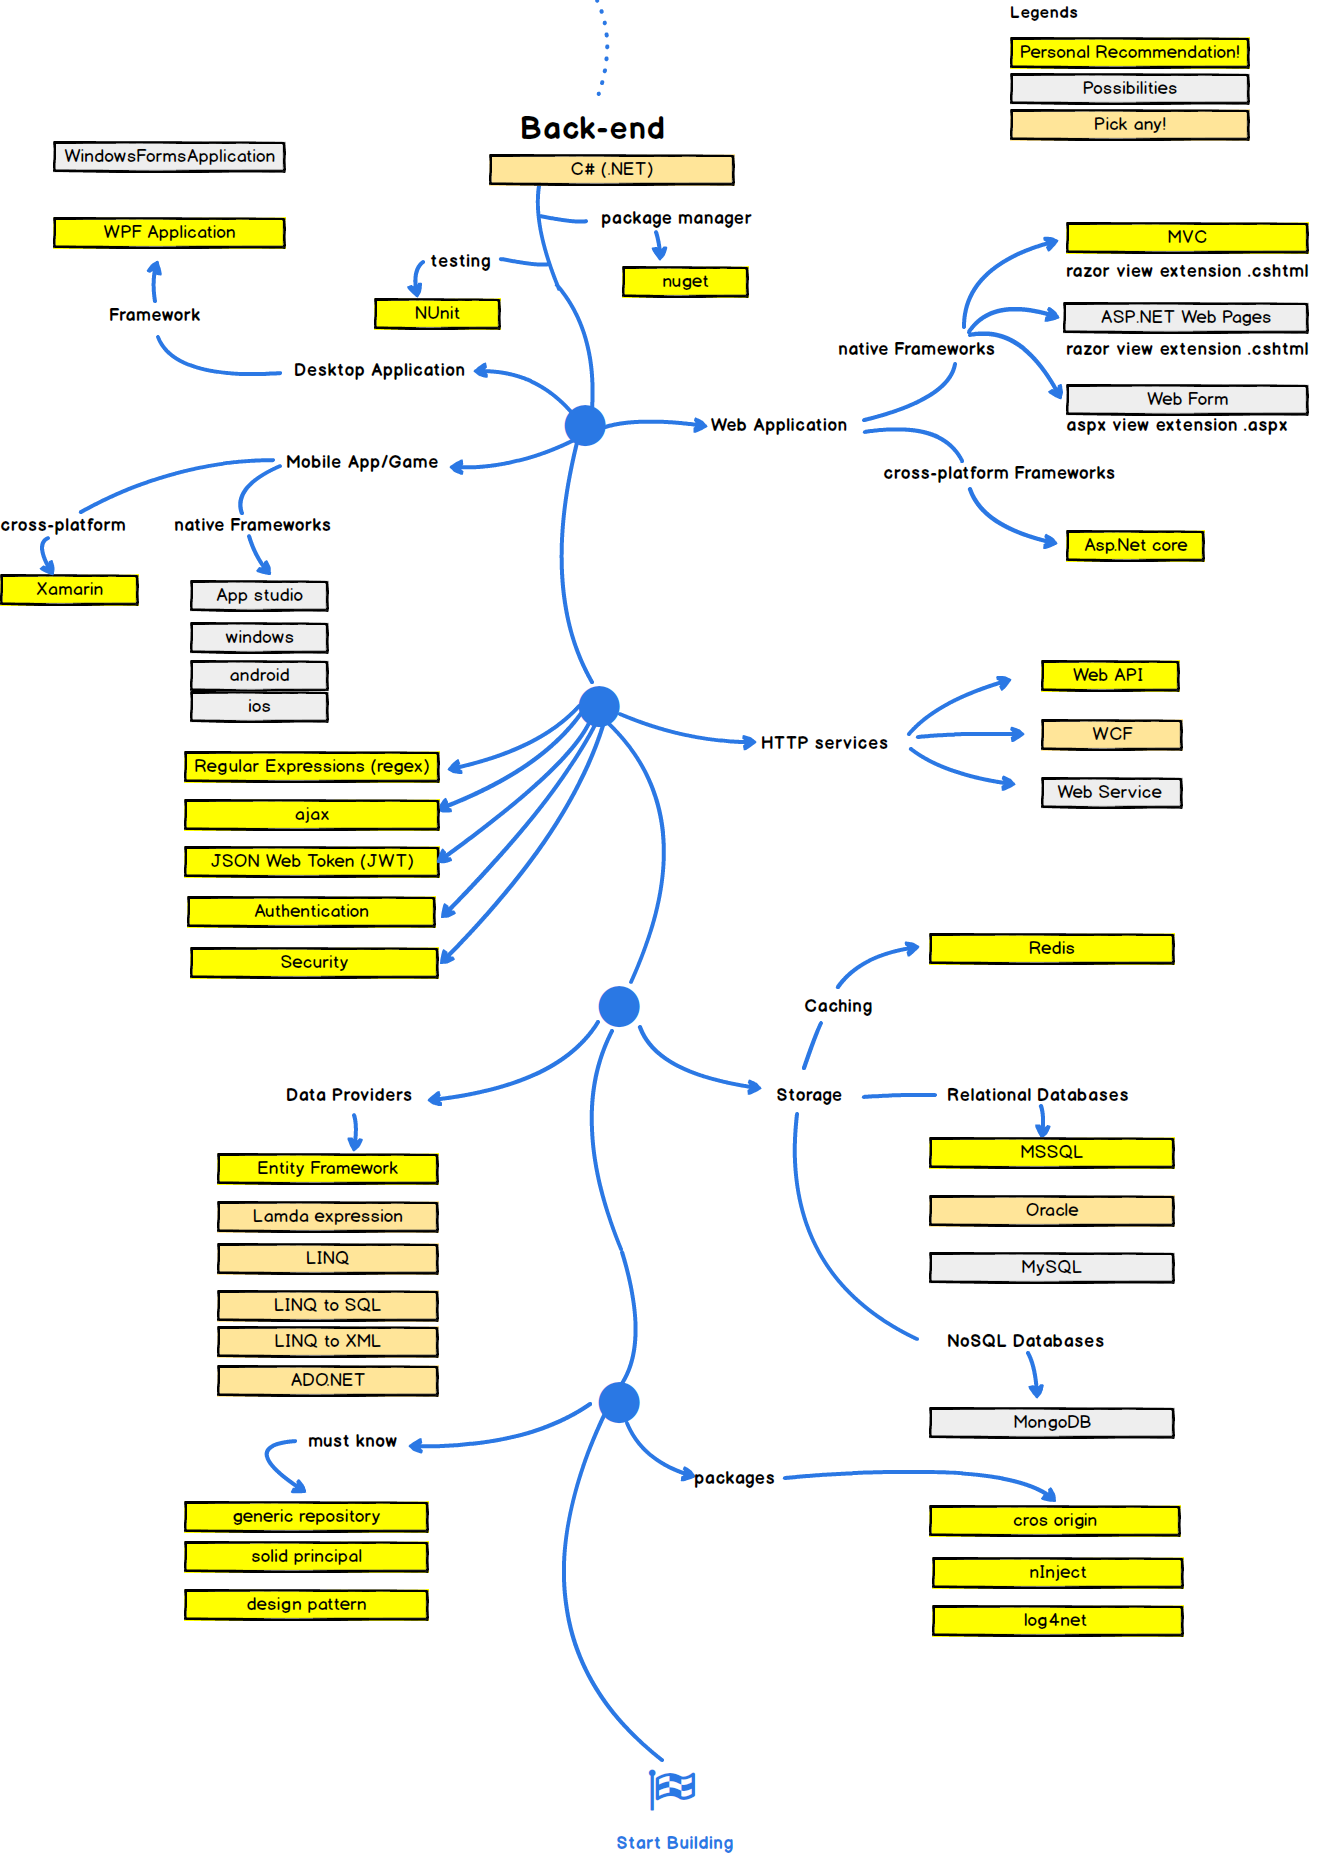 Legends
Personal Recommendation!
Possibilities
Pick any!
Back-end
C# (.NET)
package manager
nuget
testing
NUnit
WindowsFormsApplication
WPF Application
Framework
Desktop Application
Web Application
native Frameworks
MVC
razor view extension .cshtml
ASP.NET Web Pages
razor view extension .cshtml
Web Form
aspx view extension .aspx
cross-platform Frameworks
Asp.Net core
Mobile App/Game
cross-platform
Xamarin
native Frameworks
App studio
windows
android
ios
HTTP services
Web API
WCF
Web Service
Regular Expressions (regex)
ajax
JSON Web Token (JWT)
Authentication
Security
Storage
Caching
Redis
Relational Databases
MSSQL
Oracle
MySQL
NoSQL Databases
MongoDB
Data Providers
Entity Framework
Lamda expression
LINQ
LINQ to SQL
LINQ to XML
ADO.NET
must know
generic repository
solid principal
design pattern
packages
cros origin
nInject
log4net
Start Building